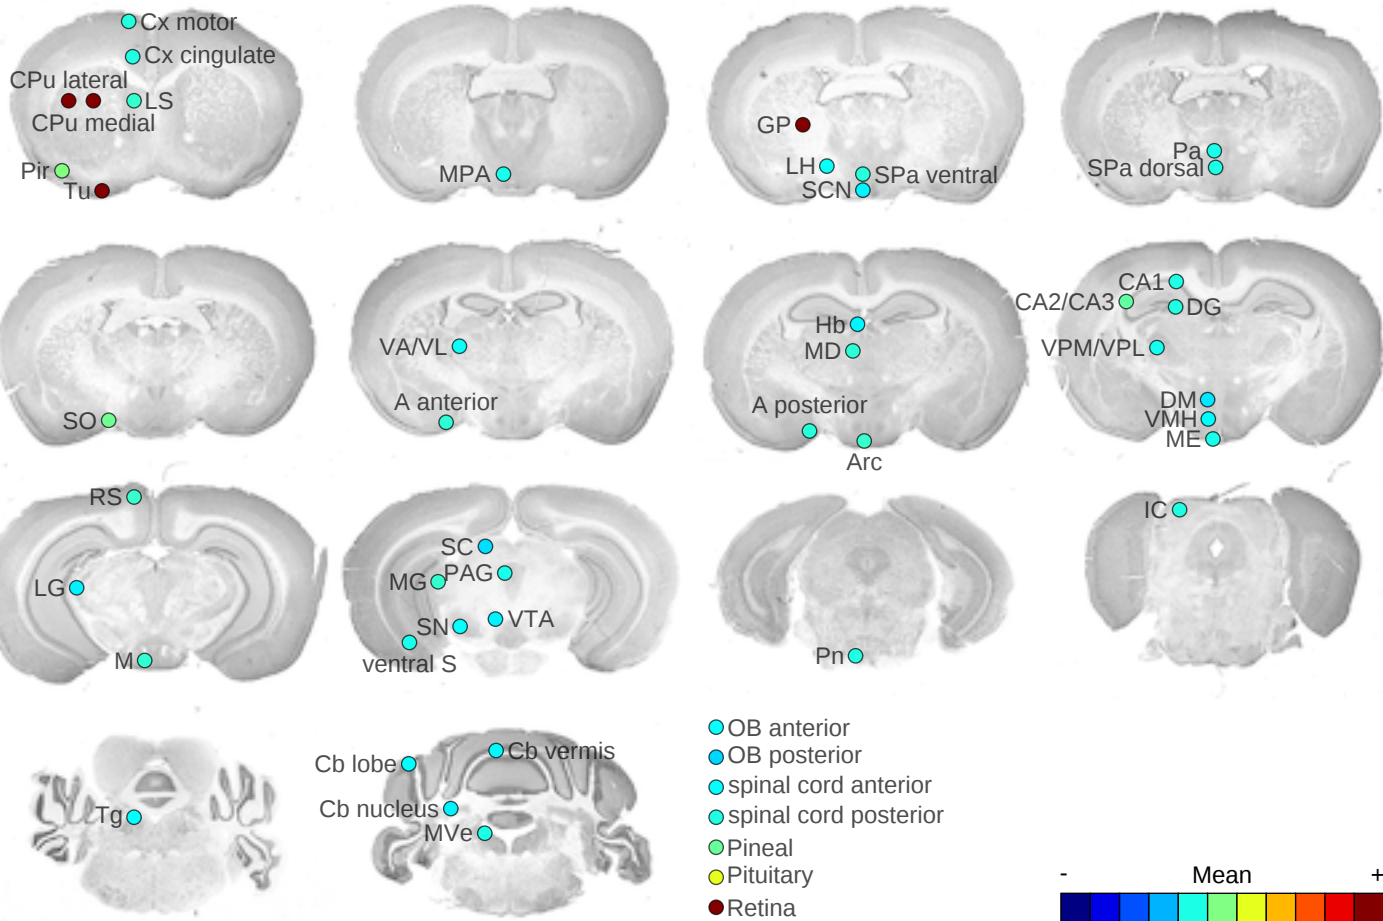 Cx motor
Cx cingulate
CPu lateral
LS
CPu medial
Pir
Tu
MPA
GP
LH
SPa ventral
SCN
Pa
SPa dorsal
SO
VA/VL
A anterior
Hb
MD
A posterior
Arc
CA1
CA2/CA3
DG
VPM/VPL
DM
VMH
ME
RS
LG
M
SC
PAG
MG
VTA
SN
ventral S
Pn
IC
Tg
Cb vermis
Cb lobe
Cb nucleus
MVe
OB anterior
OB posterior
spinal cord anterior
spinal cord posterior
Pineal
Pituitary
Retina
- Mean +